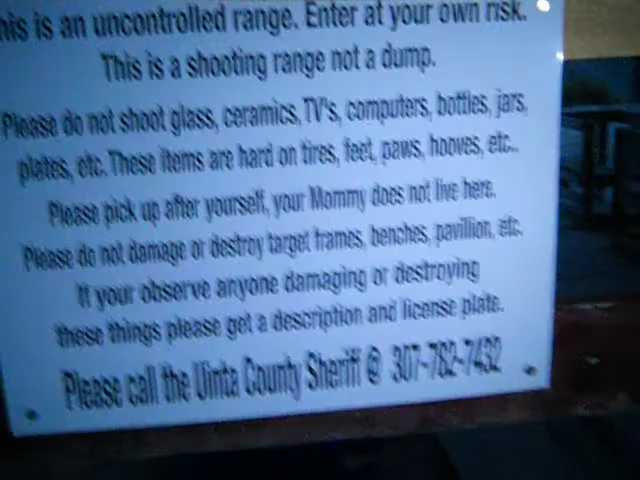 his is an uncontrolled range. Enter at your own risk.
This is a shooting range not a dump.
Please do not shoot glass, ceramics, TV's, computers, bottles, jars,
plates, etc. These items are hard on tires, feet, paws, hooves, etc..
Please pick up after yourself, your Mommy does not live here.
Please do not damage or destroy target frames, benches, pavillion, etc.
If your observe anyone damaging or destroying
these things please get a description and license plate.
Please call the Uinta County Sheriff @ 307-782-7432